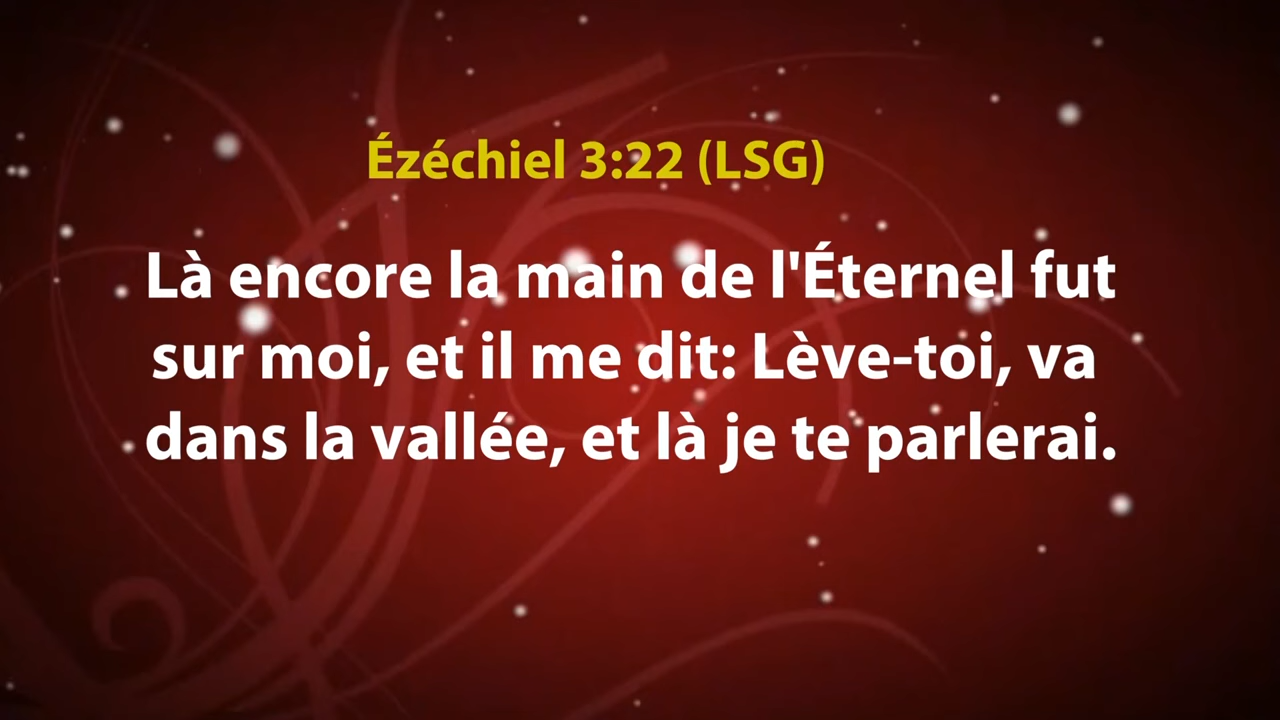 Ézéchiel 3:22 (LSG)
Là encore la main de l'Éternel fut
sur moi, et il me dit: Lève-toi, va
dans la vallée, et là je te parlerai.